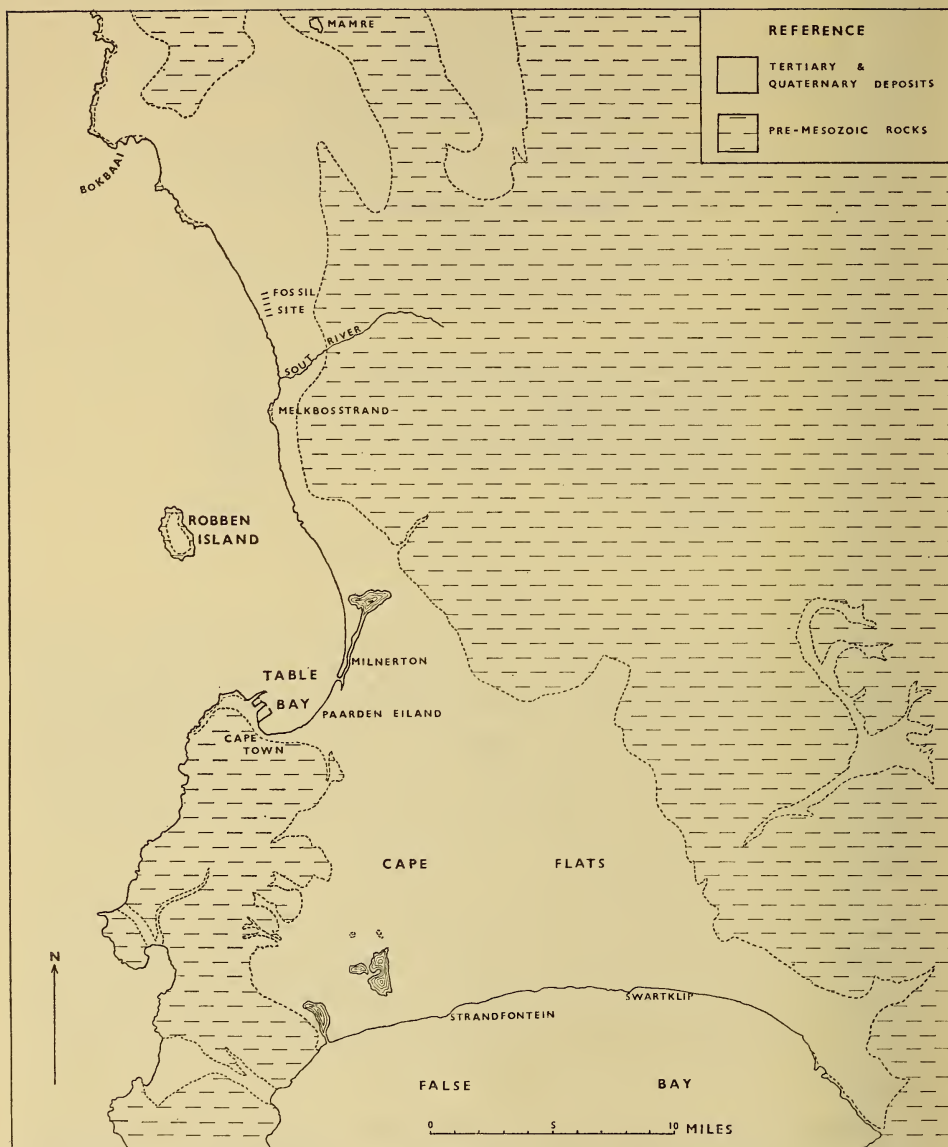 MAMRE
REFERENCE
TERTIARY &
QUATERNARY DEPOSITS
PRE-MESOZOIC ROCKS
BOKBAAI
FOSSIL
SITE
SOUT RIVER
MELKBOSSTRAND
ROBBEN
ISLAND
MILNERTON
TABLE
BAY
PAARDEN EILAND
CAPE
TOWN
CAPE FLATS
N
SWARTKLIP
STRANDFONTEIN
FALSE BAY
0 5 10 MILES